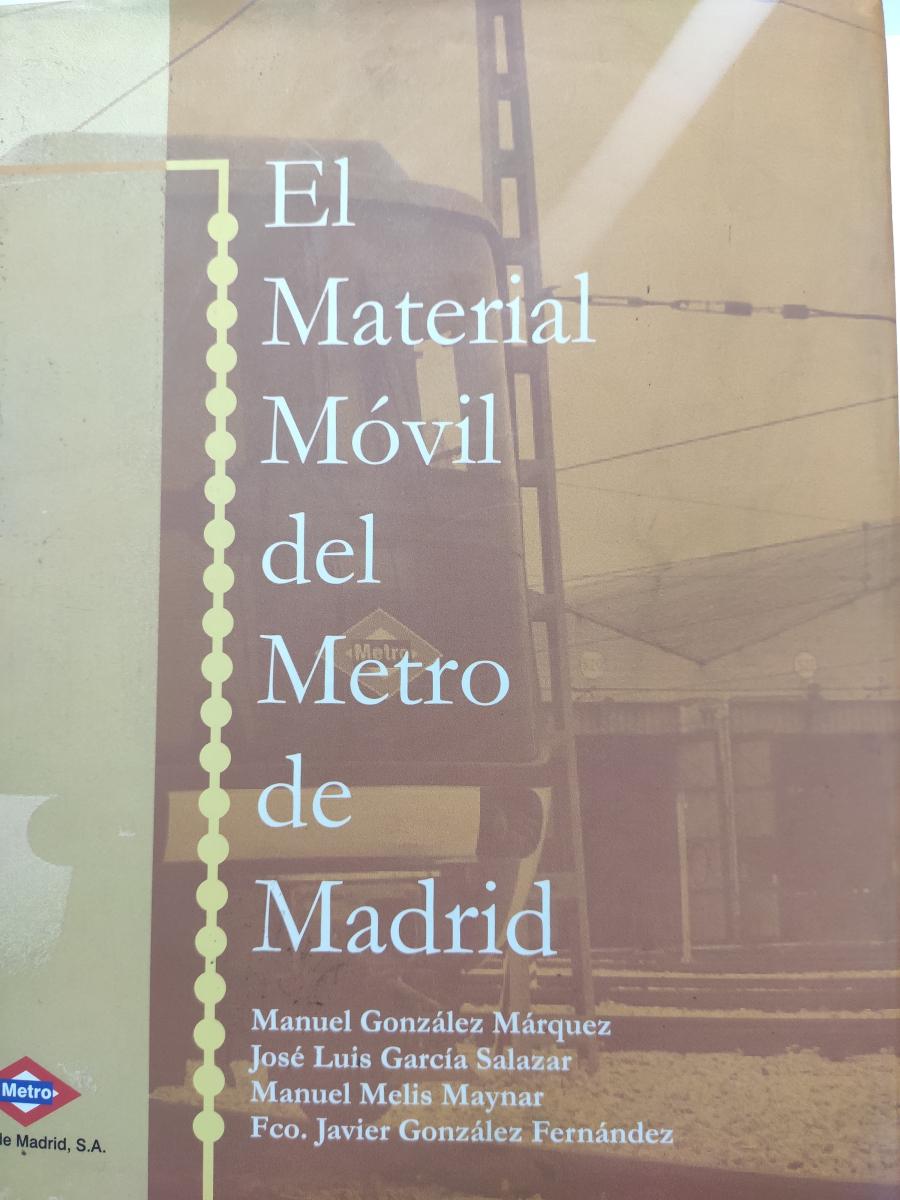 El
Material
Móvil
del
Metro
de
Madrid
Metro
Manuel González Márquez
José Luis García Salazar
Manuel Melis Maynar
Fco. Javier González Fernández
Metro
de Madrid, S.A.